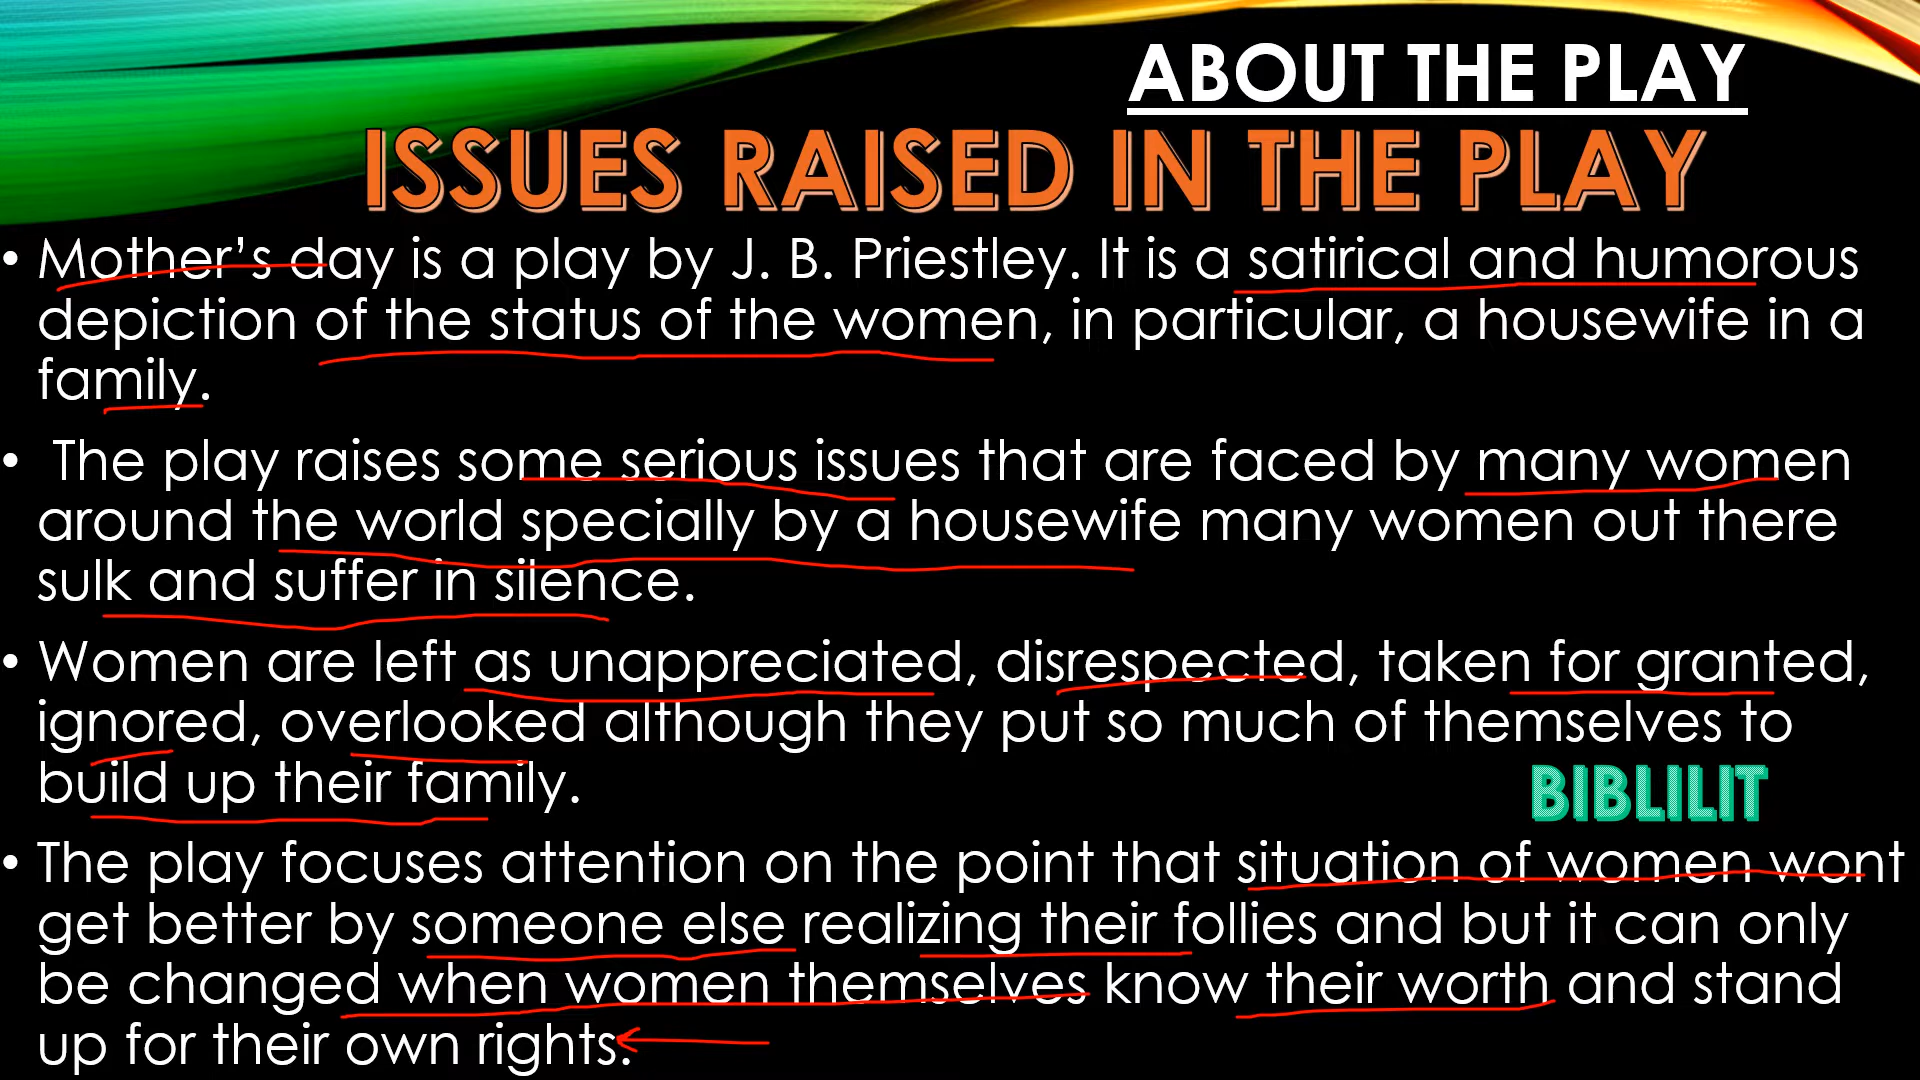 ABOUT THE PLAY
ISSUES RAISED IN THE PLAY
• Mother’s day is a play by J. B. Priestley. It is a satirical and humorous
depiction of the status of the women, in particular, a housewife in a
family.
• The play raises some serious issues that are faced by many women
around the world specially by a housewife many women out there
sulk and suffer in silence.
• Women are left as unappreciated, disrespected, taken for granted,
ignored, overlooked although they put so much of themselves to
build up their family.
BIBLILIT
• The play focuses attention on the point that situation of women wont
get better by someone else realizing their follies and but it can only
be changed when women themselves know their worth and stand
up for their own rights.